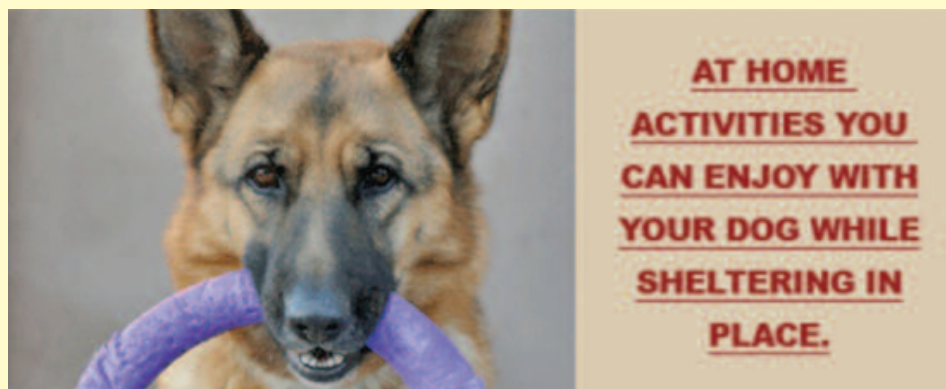 AT HOME
ACTIVITIES YOU
CAN ENJOY WITH
YOUR DOG WHILE
SHELTERING IN
PLACE.